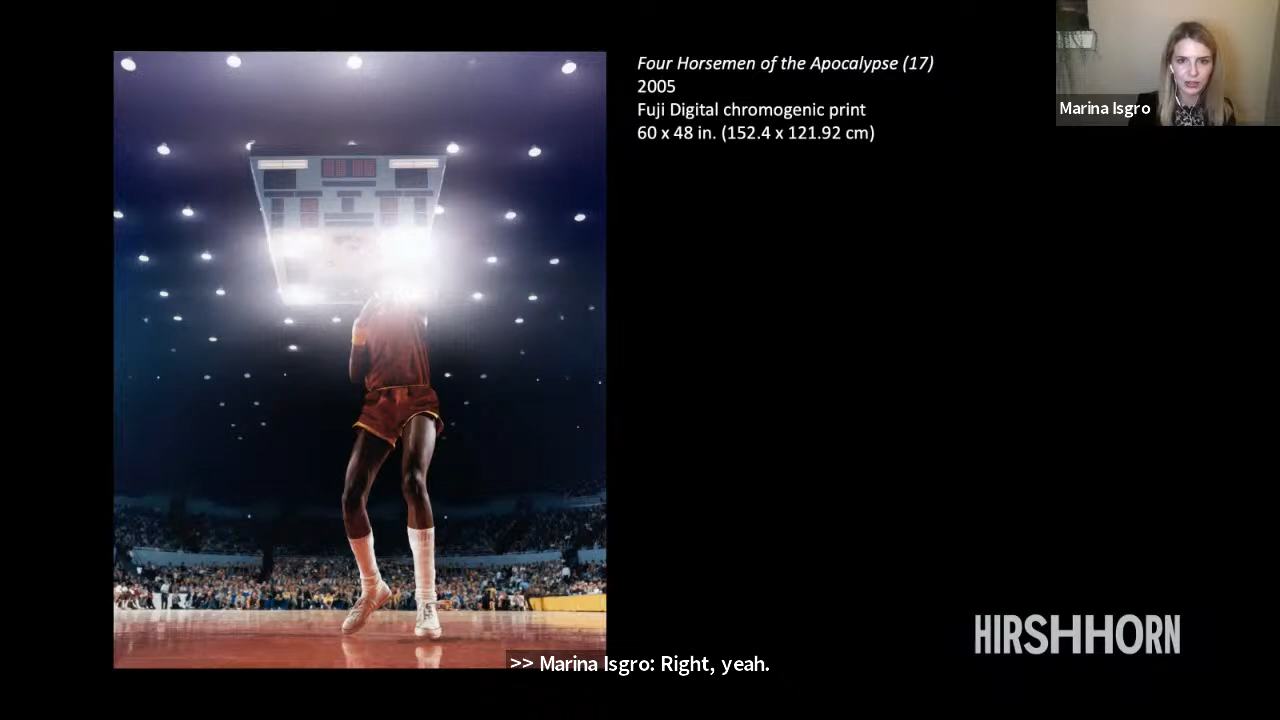 Four Horsemen of the Apocalypse (17)
2005
Fuji Digital chromogenic print
60 x 48 in. (152.4 x 121.92 cm)
Marina Isgro
HIRSHHORN
>> Marina Isgro: Right, yeah.